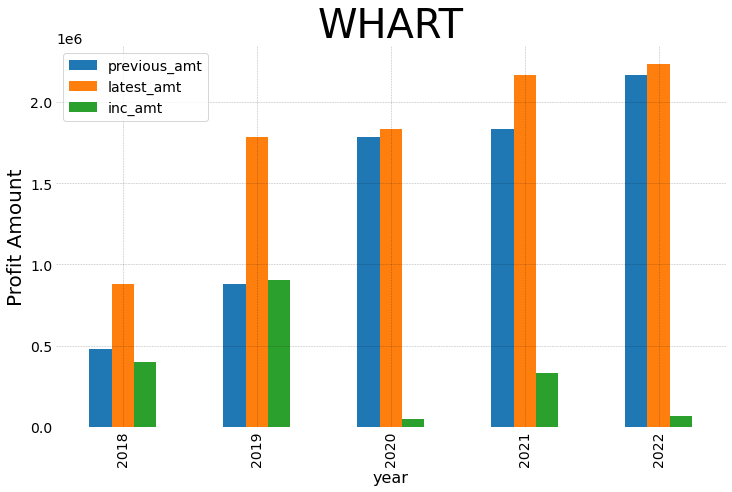 WHART
1e6
previous_amt
latest_amt
inc_amt
Profit Amount
2.0
1.5
1.0
0.5
0.0
2018
2019
2020
2021
2022
year